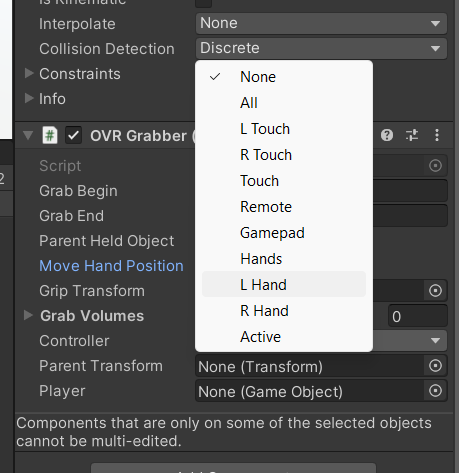 Is Kinematic
Interpolate None
Collision Detection Discrete
Constraints
Info
None
All
L Touch
R Touch
Touch
Remote
Gamepad
Hands
L Hand
R Hand
Active
# OVR Grabber (
Script
2
Grab Begin
Grab End
Parent Held Object
Move Hand Position
Grip Transform
Grab Volumes 0
Controller
Parent Transform None (Transform)
Player None (Game Object)
Components that are only on some of the selected objects
cannot be multi-edited.